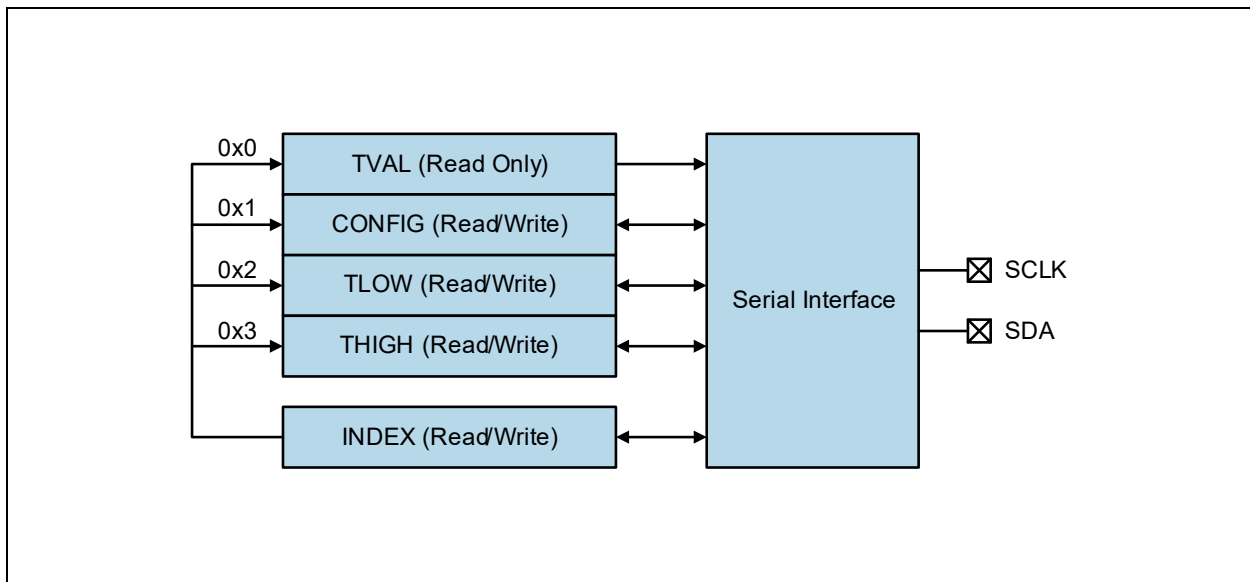 0x0
TVAL (Read Only)
0x1
CONFIG (Read/Write)
0x2
TLOW (Read/Write)
0x3
THIGH (Read/Write)
INDEX (Read/Write)
Serial Interface
SCLK
SDA